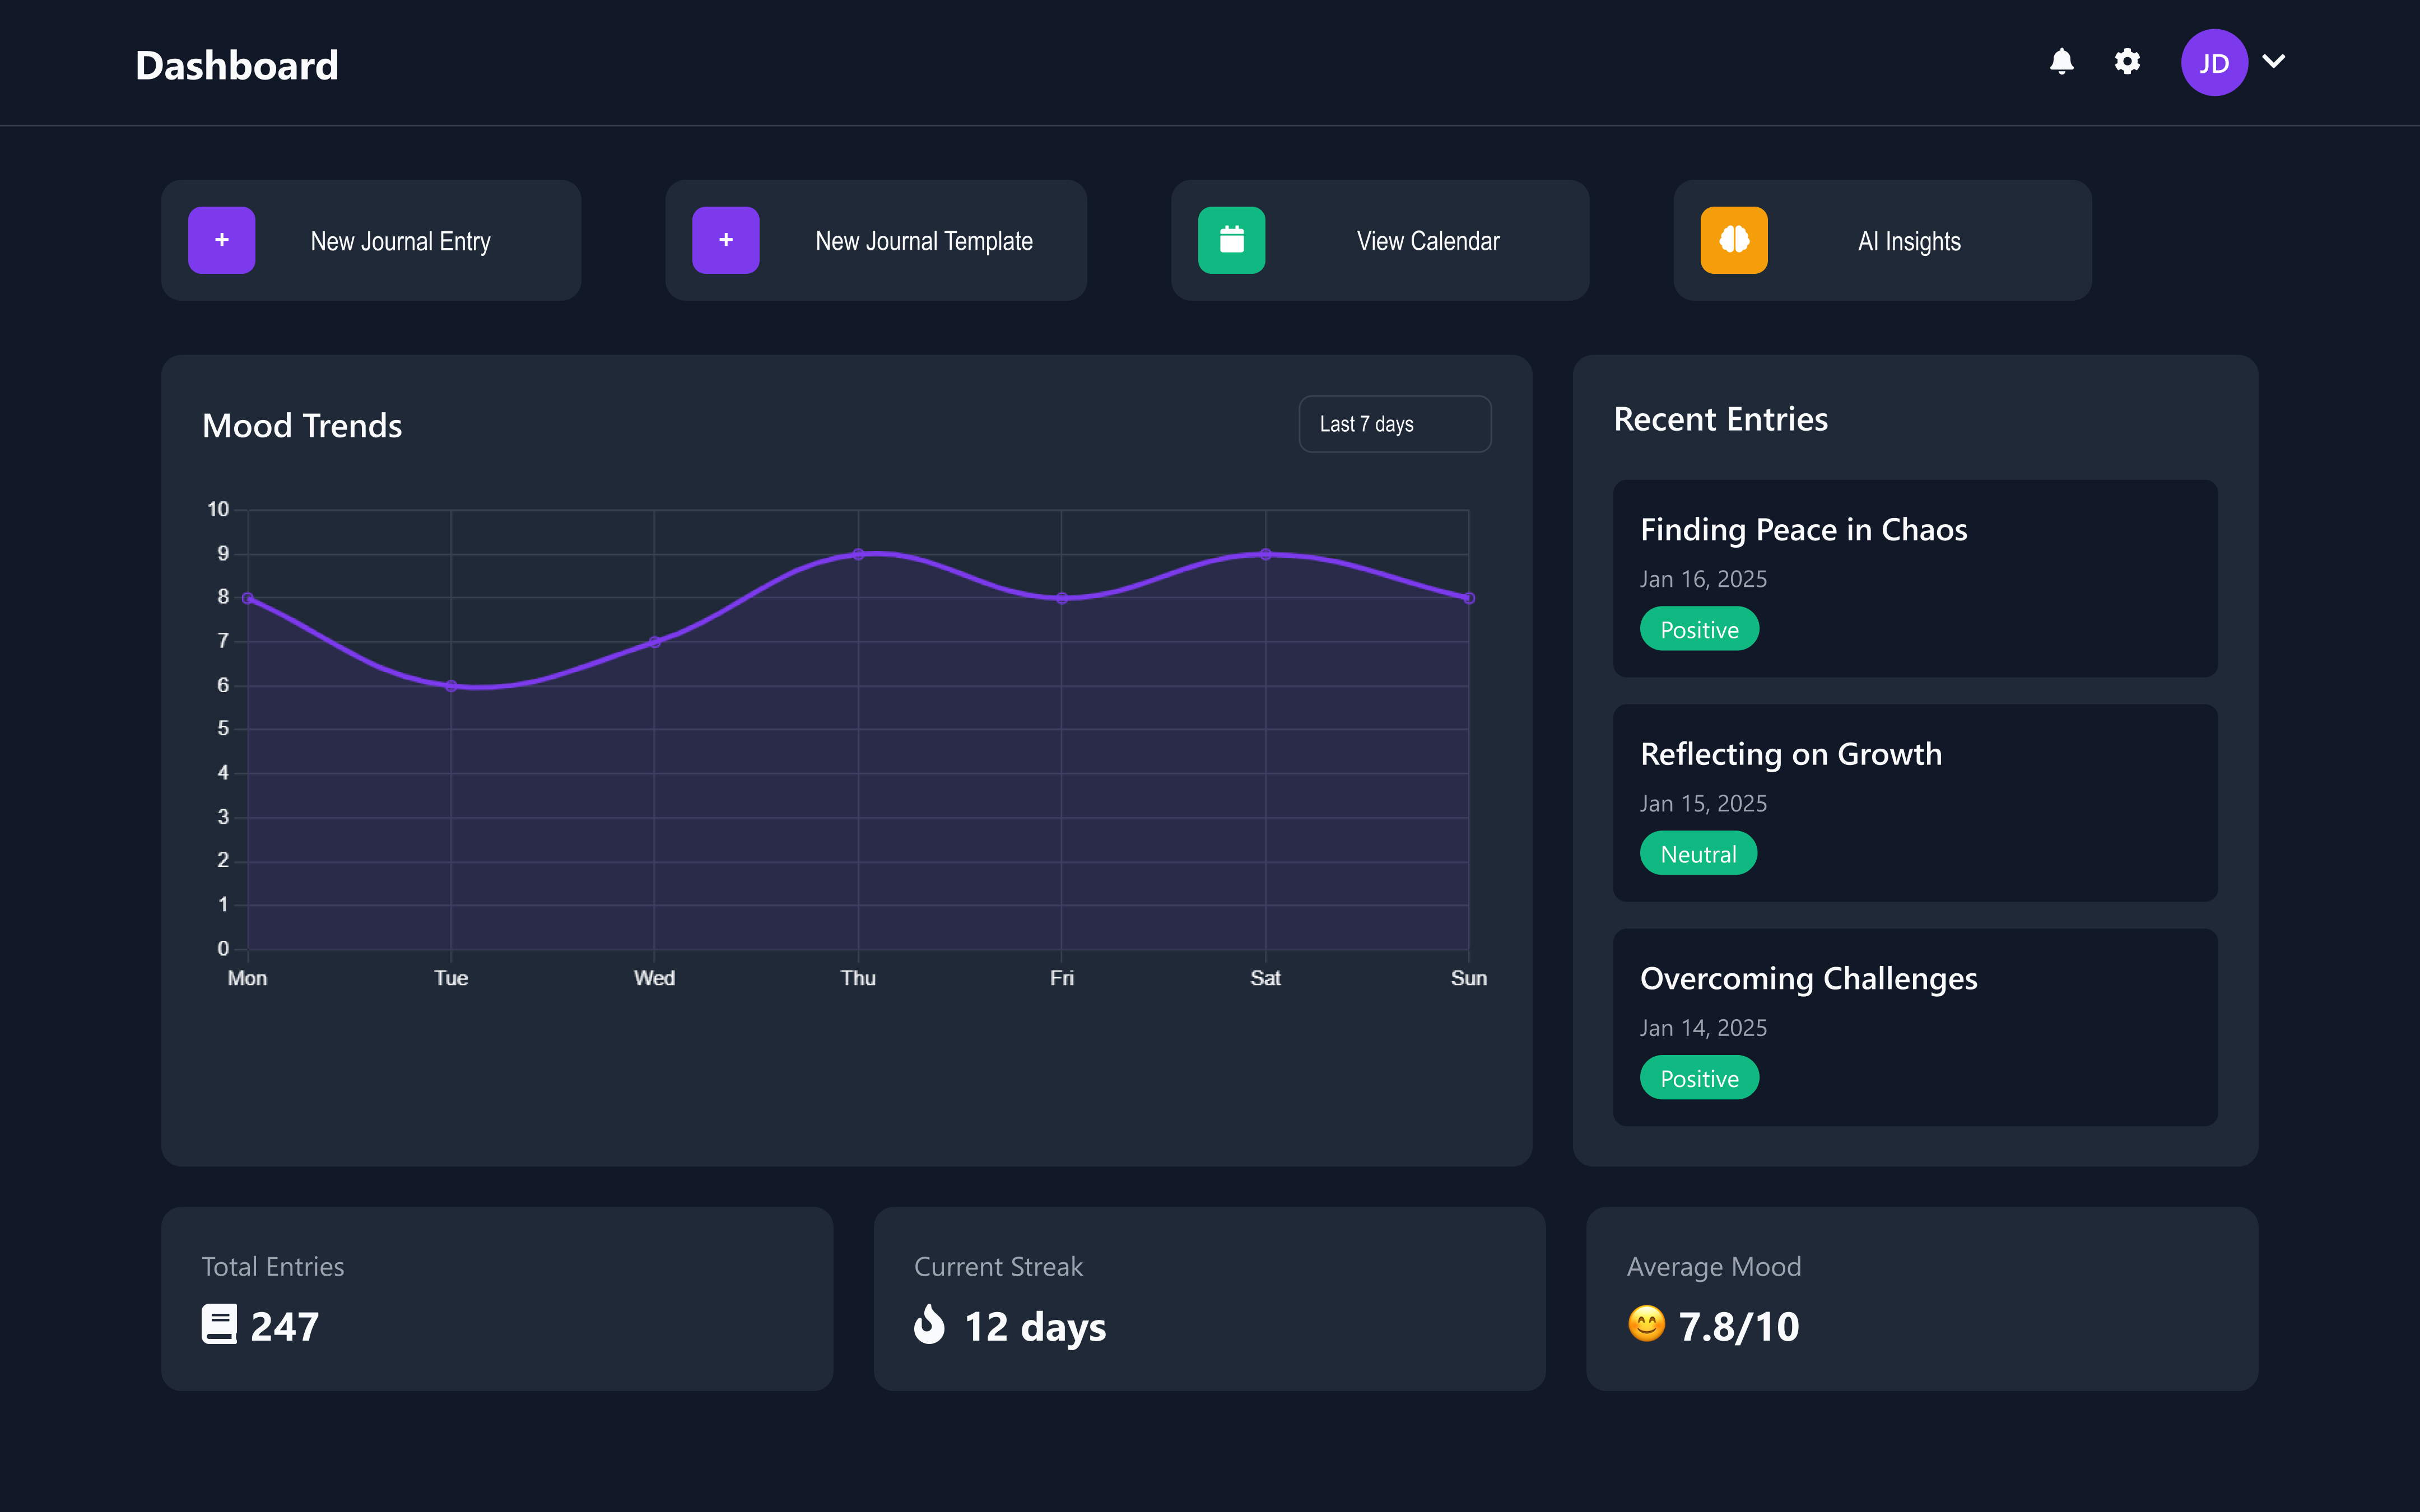 Dashboard
JD
+ New Journal Entry
+ New Journal Template
View Calendar
AI Insights
Mood Trends
Last 7 days
10
9
8
7
6
5
4
3
2
1
0
Mon Tue Wed Thu Fri Sat Sun
Recent Entries
Finding Peace in Chaos
Jan 16, 2025
Positive
Reflecting on Growth
Jan 15, 2025
Neutral
Overcoming Challenges
Jan 14, 2025
Positive
Total Entries
247
Current Streak
12 days
Average Mood
😊 7.8/10